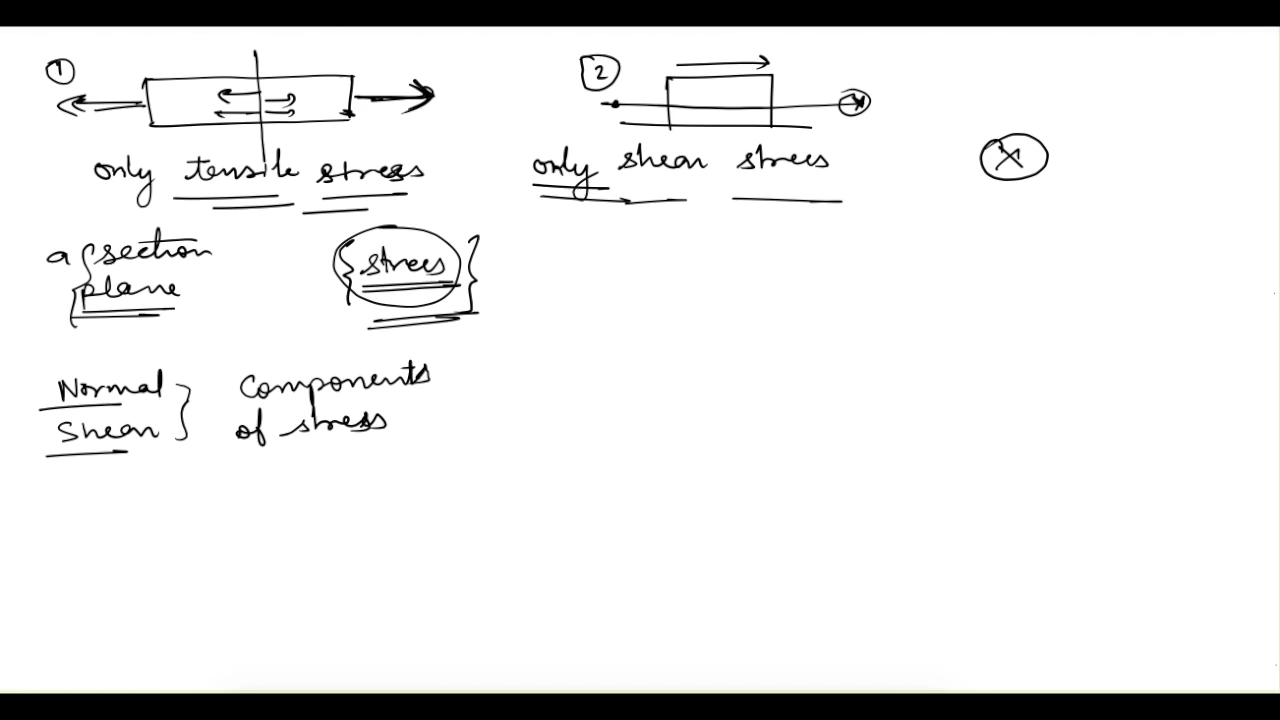 ①
②
only tensile stress
only shear stress
a section
plane
{stress}
Normal
Shear
Components
of stress